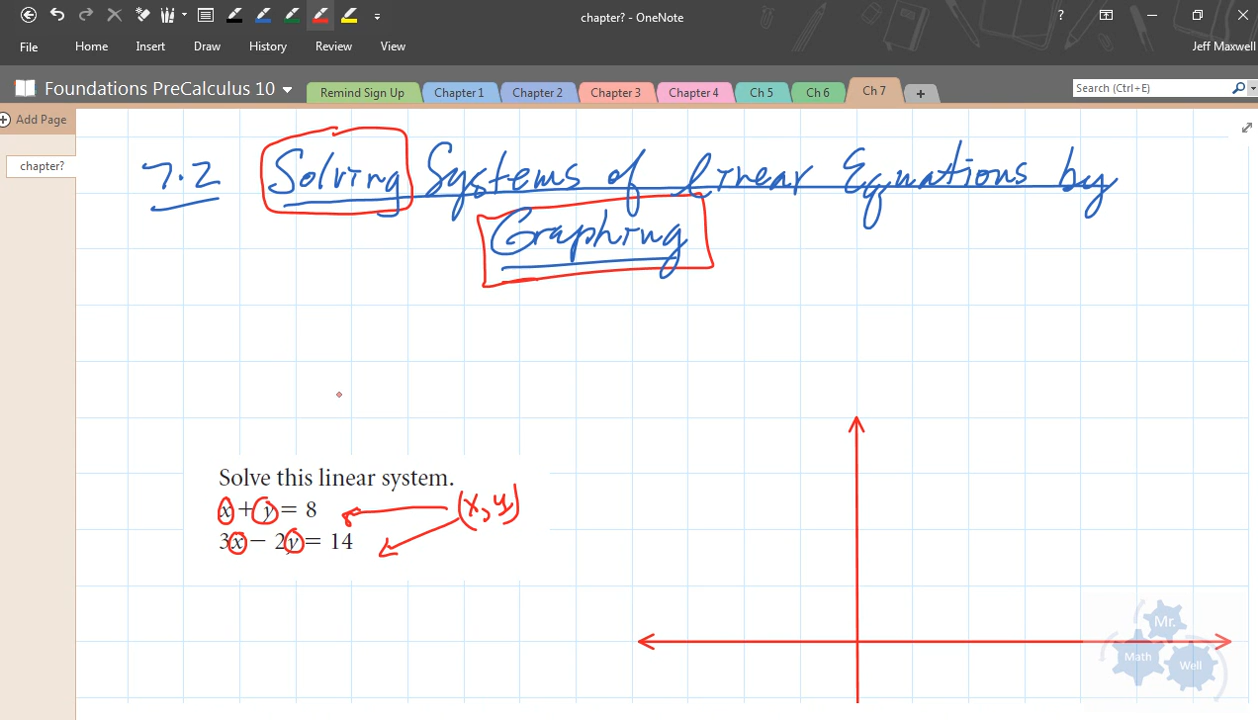 chapter? - OneNote
?
File Home Insert Draw History Review View
Jeff Maxwell
Foundations PreCalculus 10
Remind Sign Up Chapter 1 Chapter 2 Chapter 3 Chapter 4 Ch 5 Ch 6 Ch 7 +
Search (Ctrl+E)
Add Page
chapter?
7.2 Solving Systems of linear Equations by
Graphing
Solve this linear system.
x + y = 8
(x, y)
3x − 2y = 14
Mr.
Math
Well